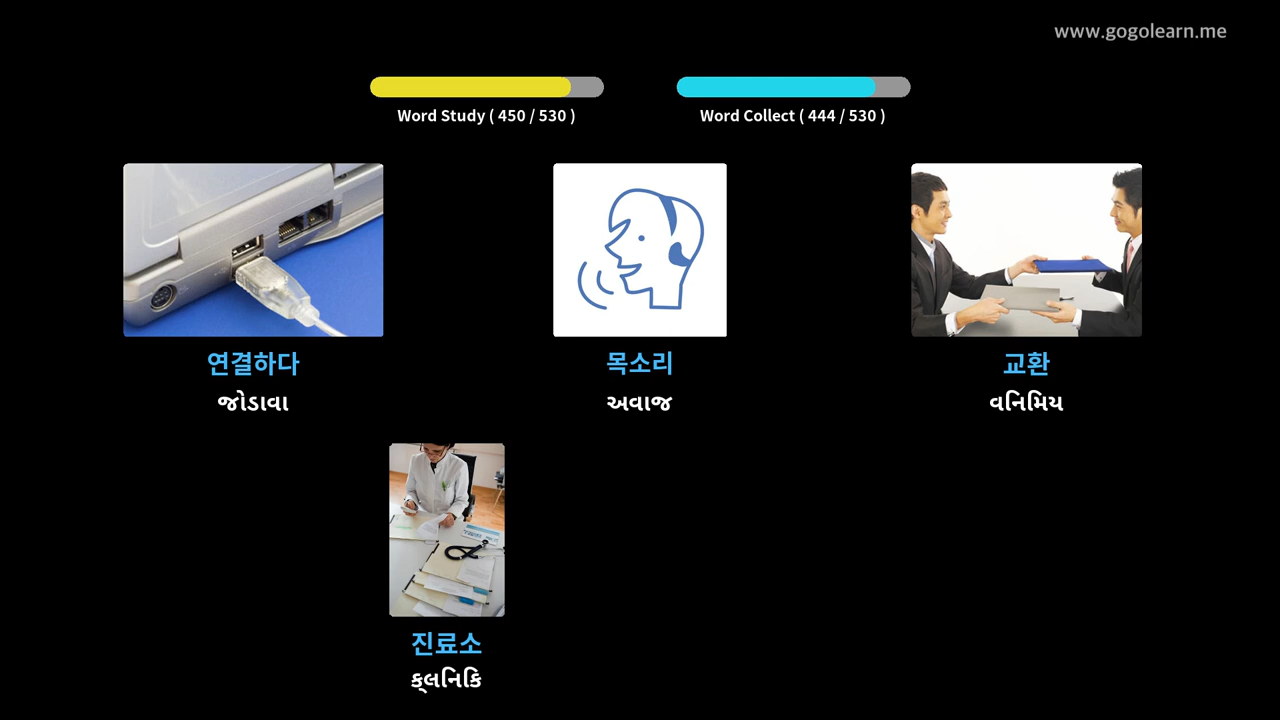 www.gogolearn.me
Word Study ( 450 / 530 )
Word Collect ( 444 / 530 )
연결하다
목소리
교환
જોડાવા
અવાજ
વનિમિય
진료소
ક્લનિકિ